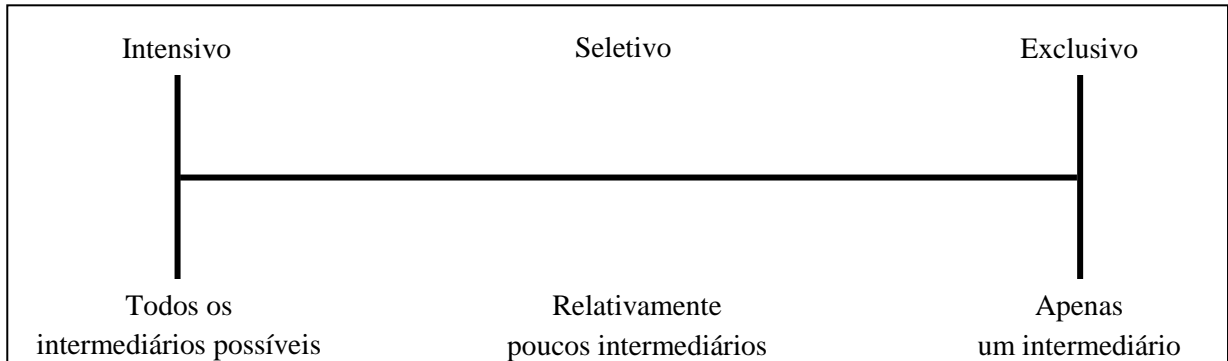 Intensivo Seletivo Exclusivo
Todos os Relativamente Apenas
intermediários possíveis poucos intermediários um intermediário